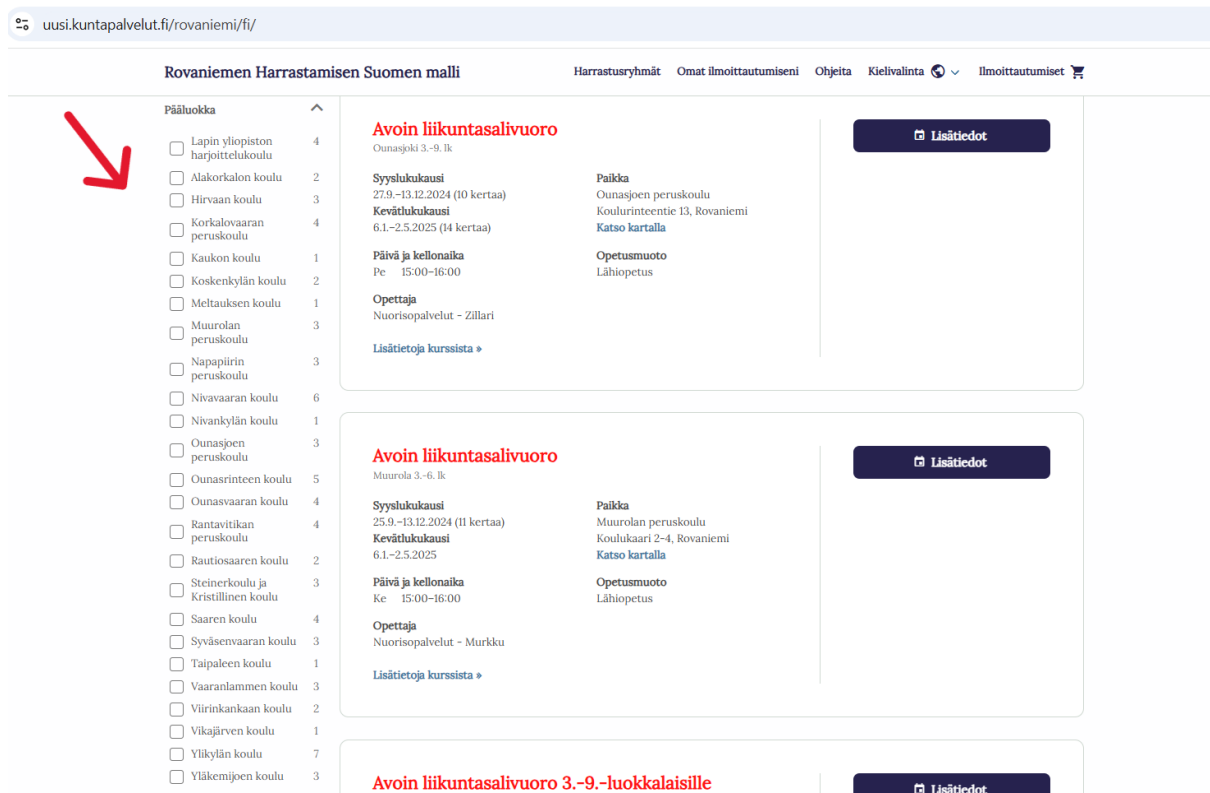 uusi.kuntapalvelut.fi/rovaniemi/fi/
Rovaniemen Harrastamisen Suomen malli
Harrastusryhmät Omat ilmoittautumiseni Ohjeita Kielivalinta Ilmoittautumiset
Pääluokka
Lapin yliopiston 4
harjoittelukoulu
Alakorkalon koulu 2
Hirvaan koulu 3
Korkalovaaran 4
peruskoulu
Kaukon koulu 1
Koskenkylän koulu 2
Meltauksen koulu 1
Muurolan 3
peruskoulu
Napapiirin 3
peruskoulu
Nivavaaran koulu 6
Nivankylän koulu 1
Ounasjoen 3
peruskoulu
Ounasrinteen koulu 5
Ounasvaaran koulu 4
Rantavitikan 4
peruskoulu
Rautiosaaren koulu 2
Steinerkoulu ja 3
Kristillinen koulu
Saaren koulu 4
Syväsenvaaran koulu 3
Taipaleen koulu 1
Vaaranlammen koulu 3
Viirinkankaan koulu 2
Vikajärven koulu 1
Ylikylän koulu 7
Yläkemijoen koulu 3
Avoin liikuntasalivuoro
Ounasjoki 3.-9. lk
Syyslukukausi
27.9.–13.12.2024 (10 kertaa)
Kevätlukukausi
6.1.–2.5.2025 (14 kertaa)
Päivä ja kellonaika
Pe 15:00–16:00
Opettaja
Nuorisopalvelut - Zillari
Lisätietoja kurssista »
Paikka
Ounasjoen peruskoulu
Koulurinteentie 13, Rovaniemi
Katso kartalla
Opetusmuoto
Lähiopetus
Lisätiedot
Avoin liikuntasalivuoro
Muurola 3.-6. lk
Syyslukukausi
25.9.–13.12.2024 (11 kertaa)
Kevätlukukausi
6.1.–2.5.2025
Päivä ja kellonaika
Ke 15:00–16:00
Opettaja
Nuorisopalvelut - Murkku
Lisätietoja kurssista »
Paikka
Muurolan peruskoulu
Koulukaari 2-4, Rovaniemi
Katso kartalla
Opetusmuoto
Lähiopetus
Lisätiedot
Avoin liikuntasalivuoro 3.-9.-luokkalaisille
Lisätiedot